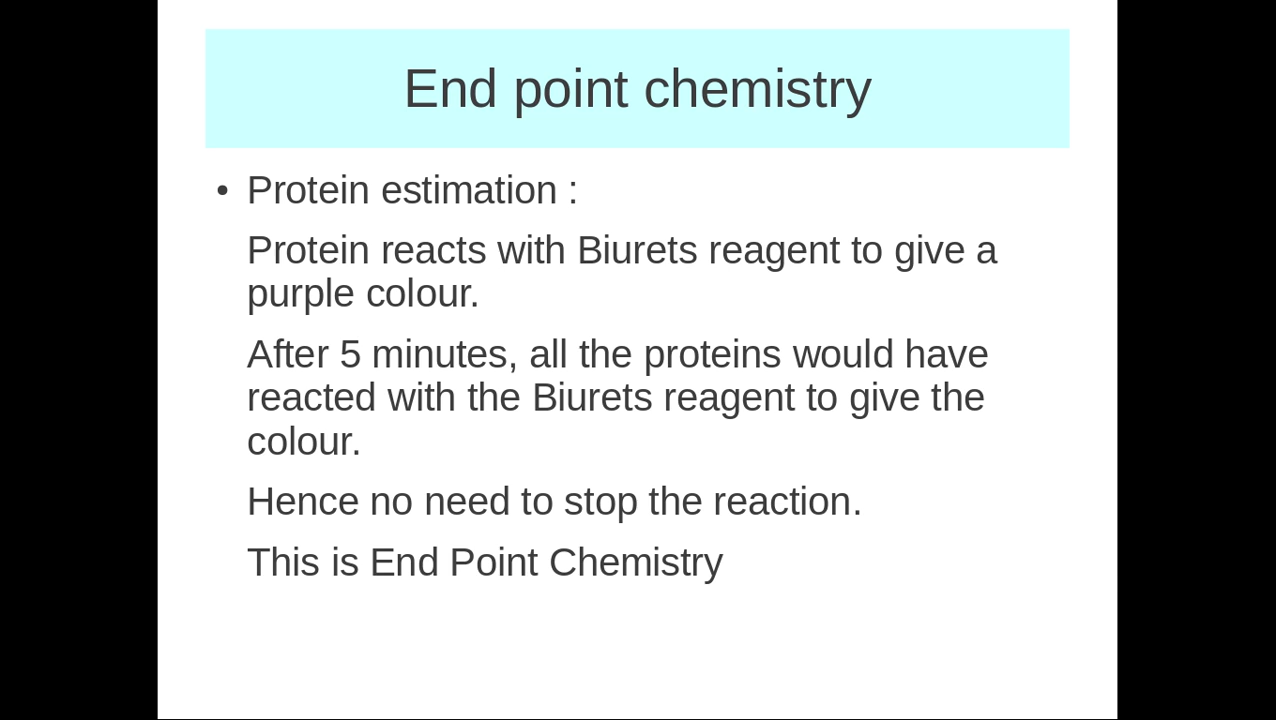 End point chemistry
• Protein estimation :
Protein reacts with Biurets reagent to give a
purple colour.
After 5 minutes, all the proteins would have
reacted with the Biurets reagent to give the
colour.
Hence no need to stop the reaction.
This is End Point Chemistry